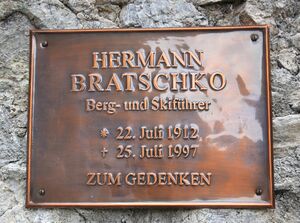 HERMANN
BRATSCHKO
Berg- und Skiführer
* 22. Juli 1912
† 25. Juli 1997
ZUM GEDENKEN